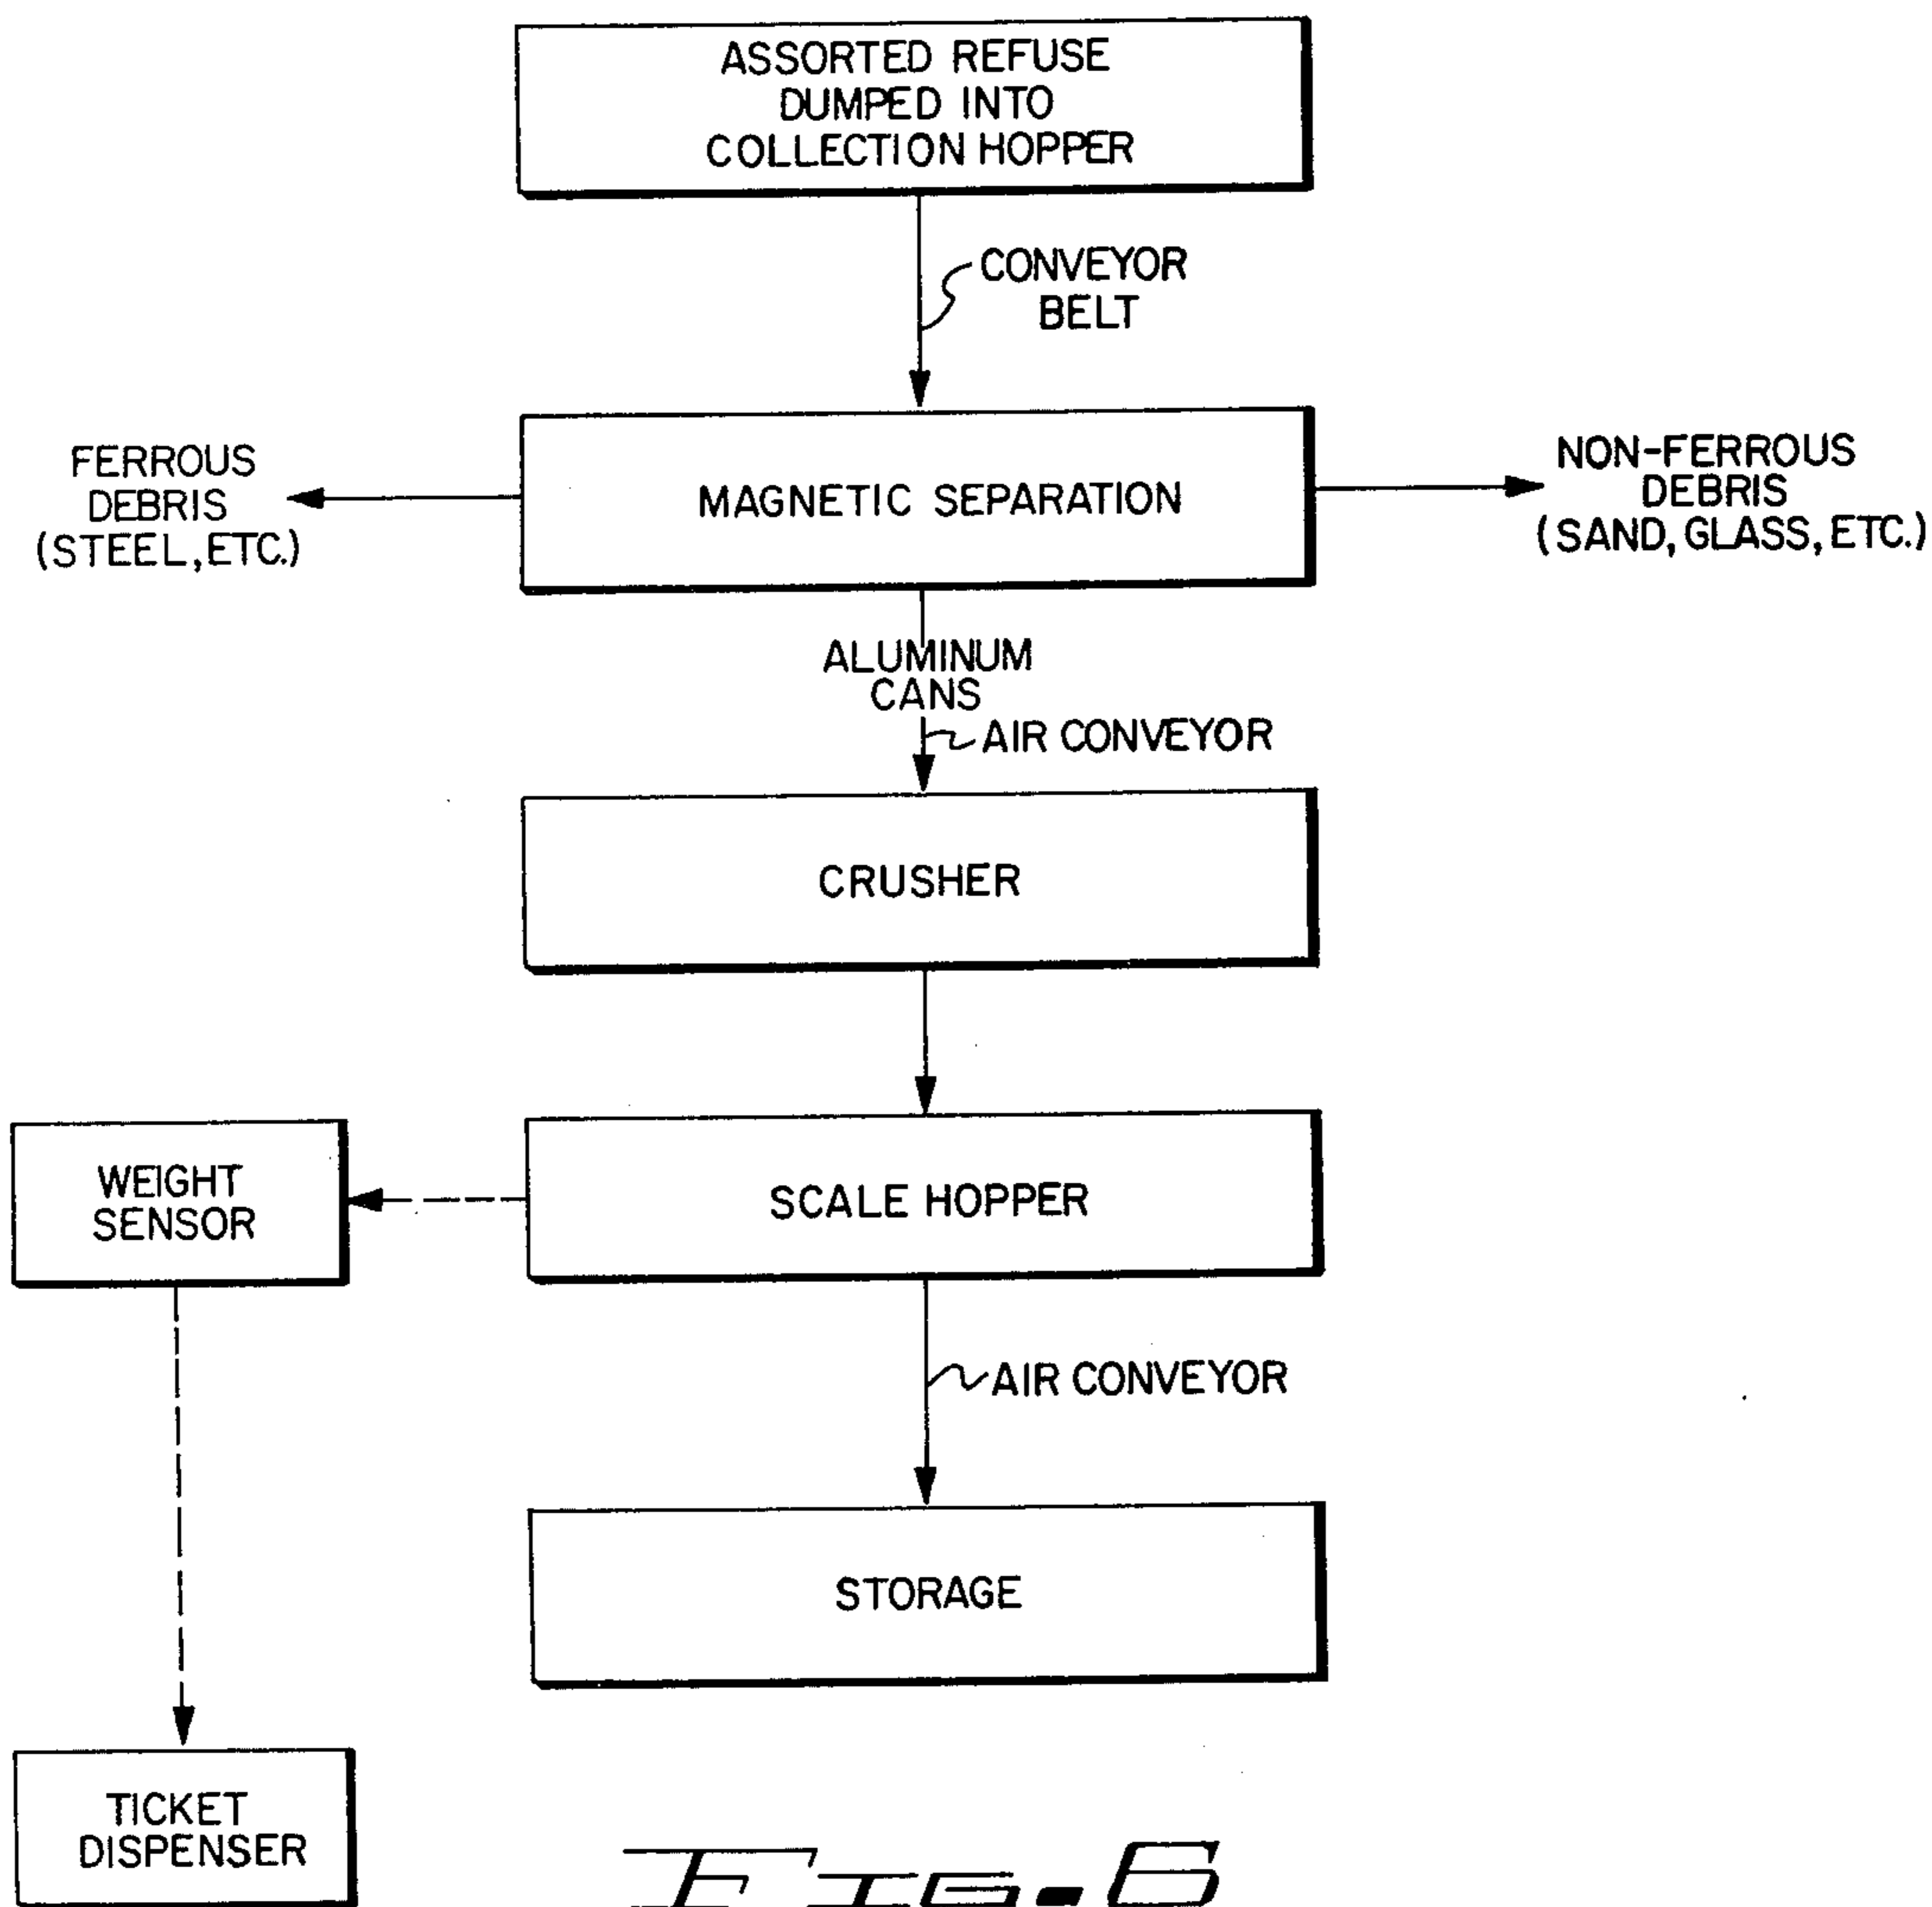 ASSORTED REFUSE
DUMPED INTO
COLLECTION HOPPER
CONVEYOR
BELT
FERROUS
DEBRIS
(STEEL, ETC.)
MAGNETIC SEPARATION
NON-FERROUS
DEBRIS
(SAND, GLASS, ETC.)
ALUMINUM
CANS
AIR CONVEYOR
CRUSHER
WEIGHT
SENSOR
SCALE HOPPER
AIR CONVEYOR
STORAGE
TICKET
DISPENSER
FIG. 6